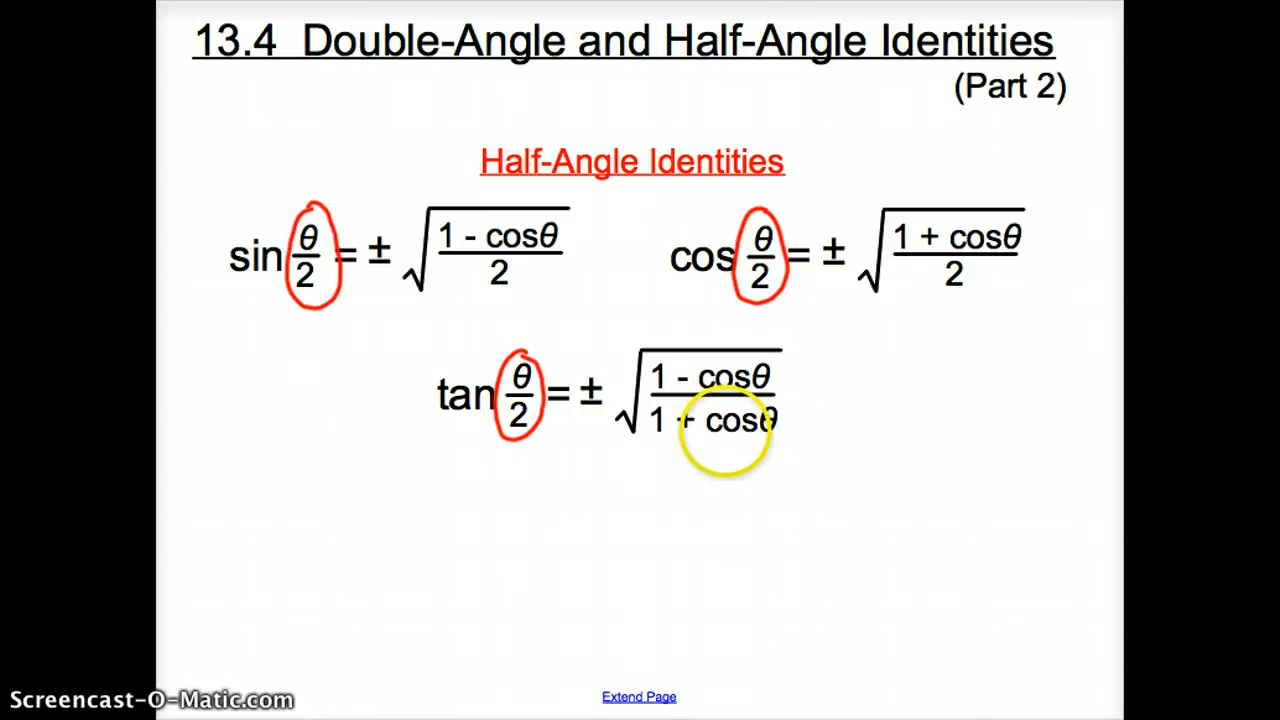 13.4 Double-Angle and Half-Angle Identities
(Part 2)
Half-Angle Identities
sin θ/2 = ± √((1 - cosθ)/2)
cos θ/2 = ± √((1 + cosθ)/2)
tan θ/2 = ± √((1 - cosθ)/(1 + cosθ))
Extend Page
Screencast-O-Matic.com